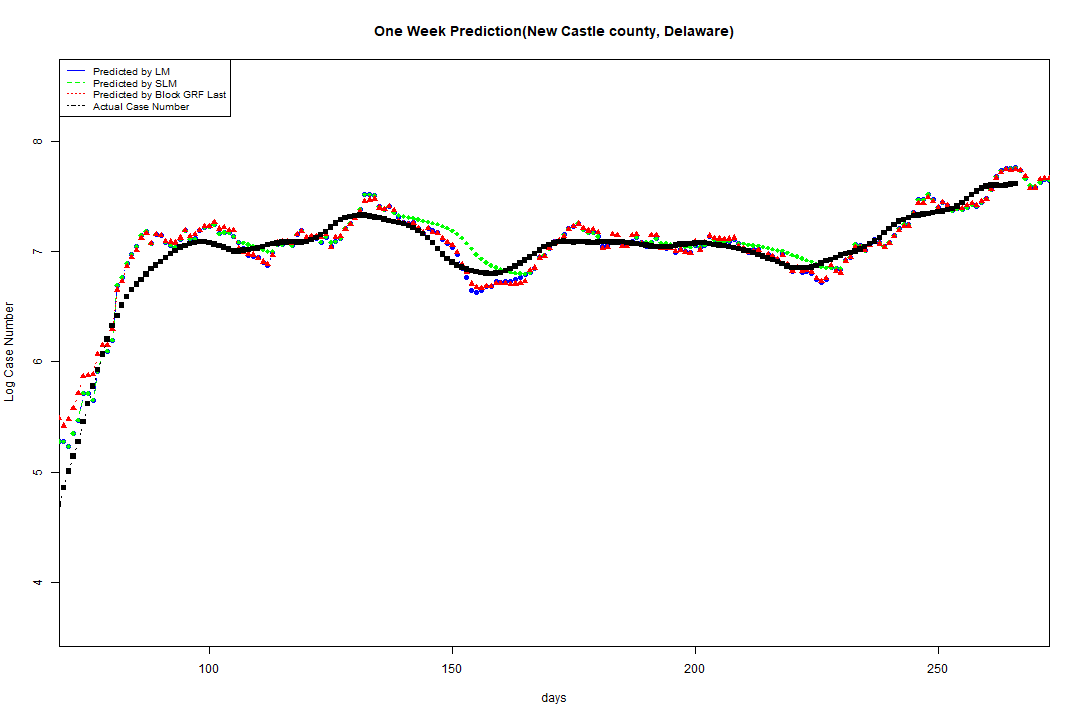 One Week Prediction(New Castle county, Delaware)
Predicted by LM
Predicted by SLM
Predicted by Block GRF Last
Actual Case Number
8
7
6
5
4
Log Case Number
100
150
200
250
days